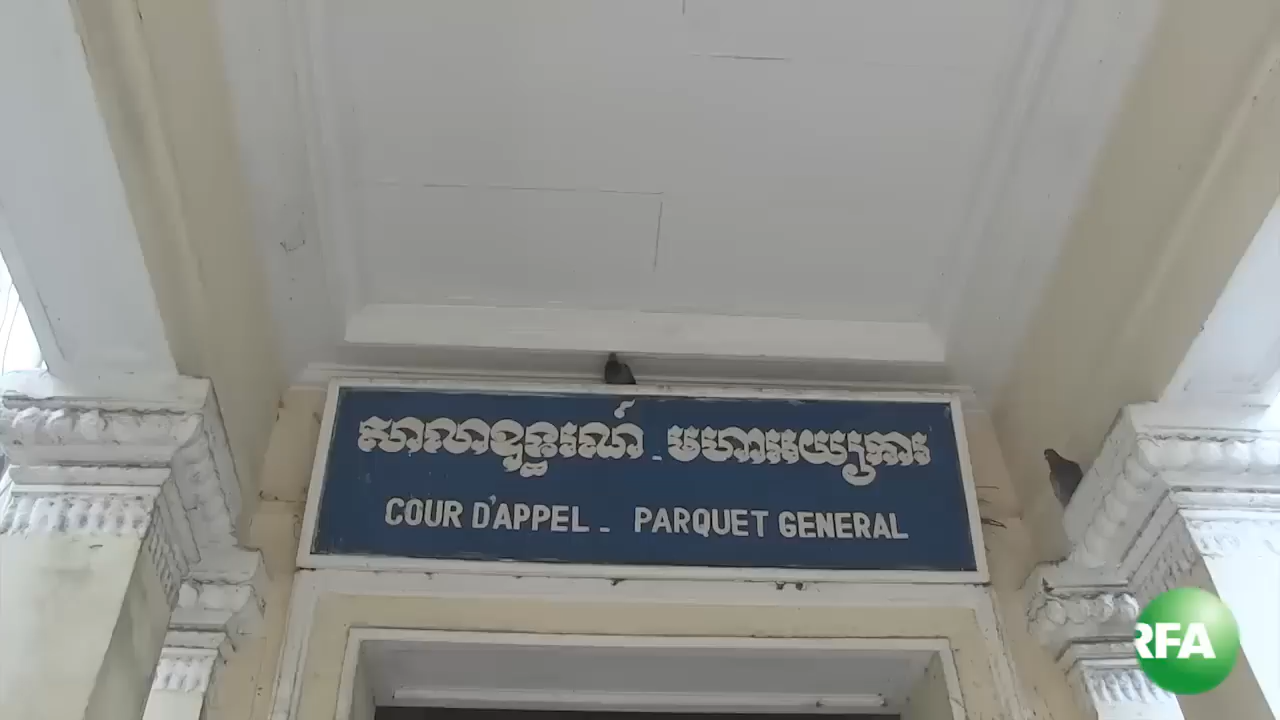 សាលាឧទ្ធរណ៍ - មហាអយ្យការ
COUR D'APPEL - PARQUET GENERAL
RFA